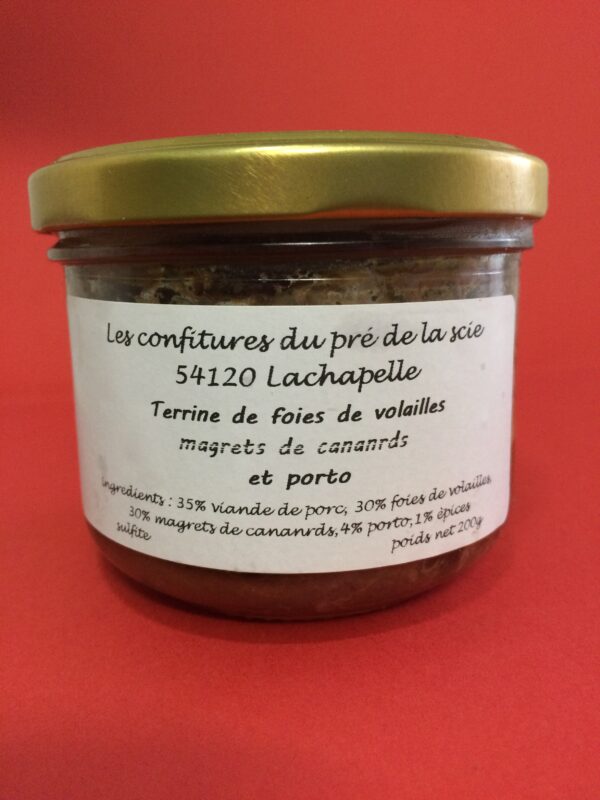 Les confitures du pré de la scie
54120 Lachapelle
Terrine de foies de volailles
magrets de cananrds
et porto
ingredients : 35% viande de porc, 30% foies de volailles,
30% magrets de cananrds, 4% porto, 1% èpices
sulfite
poids net 200g